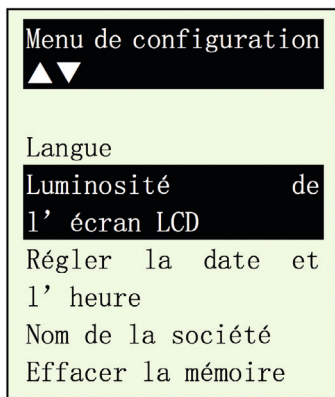 Menu de configuration
▲▼
Langue
Luminosité de
l’ écran LCD
Régler la date et
l’ heure
Nom de la société
Effacer la mémoire